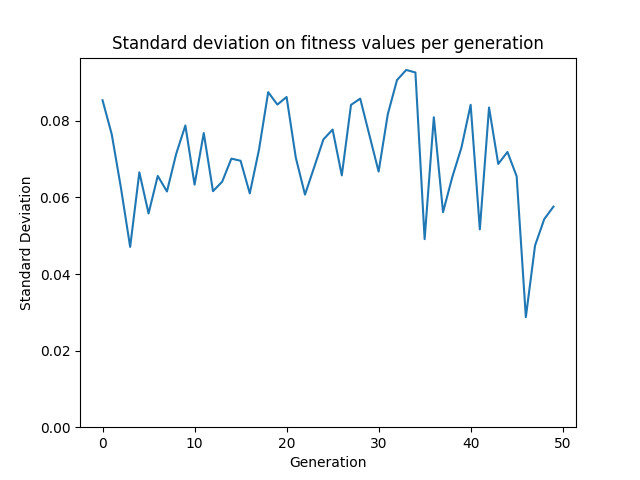 Standard deviation on fitness values per generation
Standard Deviation
0.08
0.06
0.04
0.02
0.00
0 10 20 30 40 50
Generation